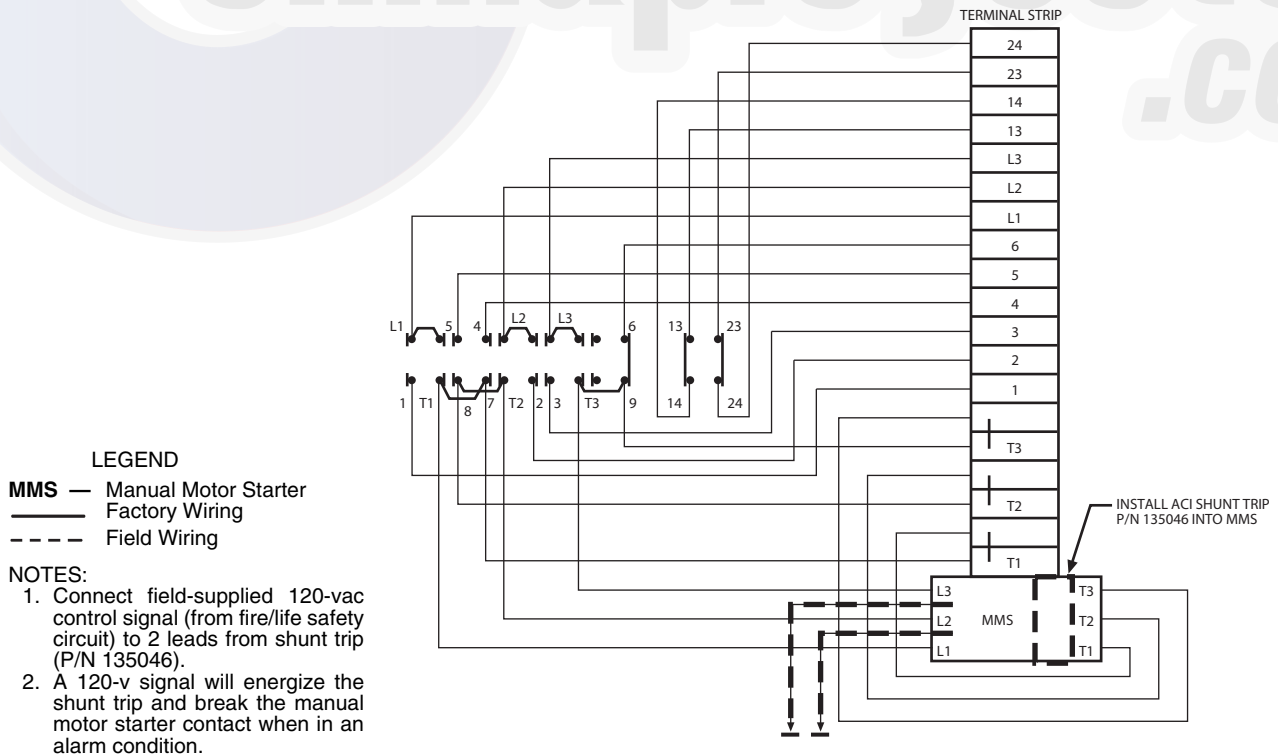 TERMINAL STRIP
24
23
14
13
L3
L2
L1
6
5
4
3
2
1
T3
T2
T1
L1 5 4 L2 L3 6 13 23
1 T1 8 7 T2 2 3 T3 9 14 24
INSTALL ACI SHUNT TRIP
P/N 135046 INTO MMS
L3 T3
L2 MMS T2
L1 T1
LEGEND
MMS — Manual Motor Starter
Factory Wiring
Field Wiring
NOTES:
1. Connect field-supplied 120-vac
control signal (from fire/life safety
circuit) to 2 leads from shunt trip
(P/N 135046).
2. A 120-v signal will energize the
shunt trip and break the manual
motor starter contact when in an
alarm condition.